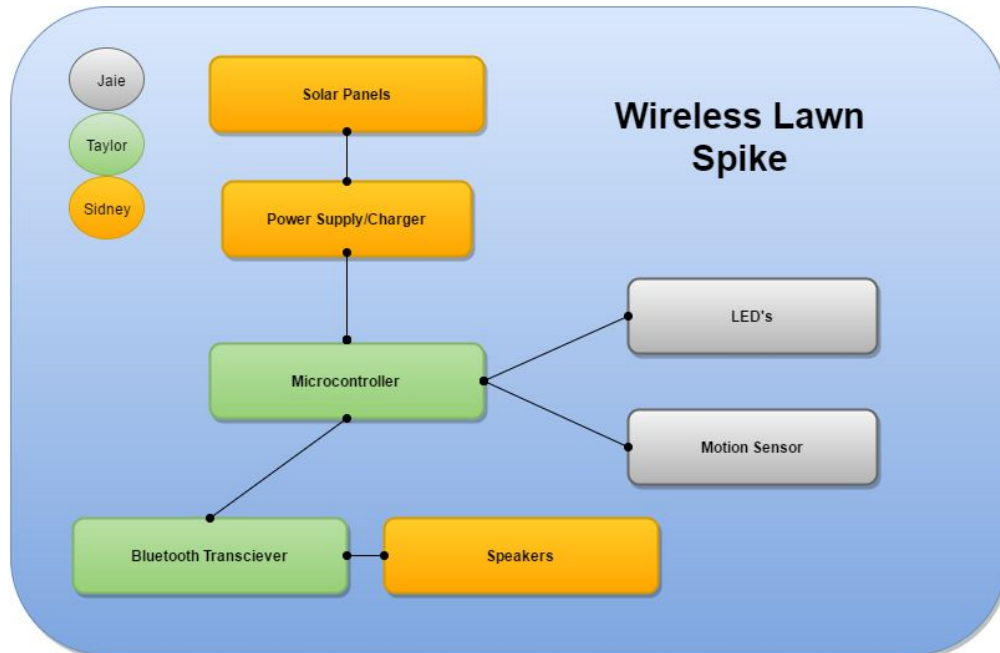 Jaie
Taylor
Sidney
Solar Panels
Power Supply/Charger
Wireless Lawn
Spike
LED's
Microcontroller
Motion Sensor
Bluetooth Transciever
Speakers